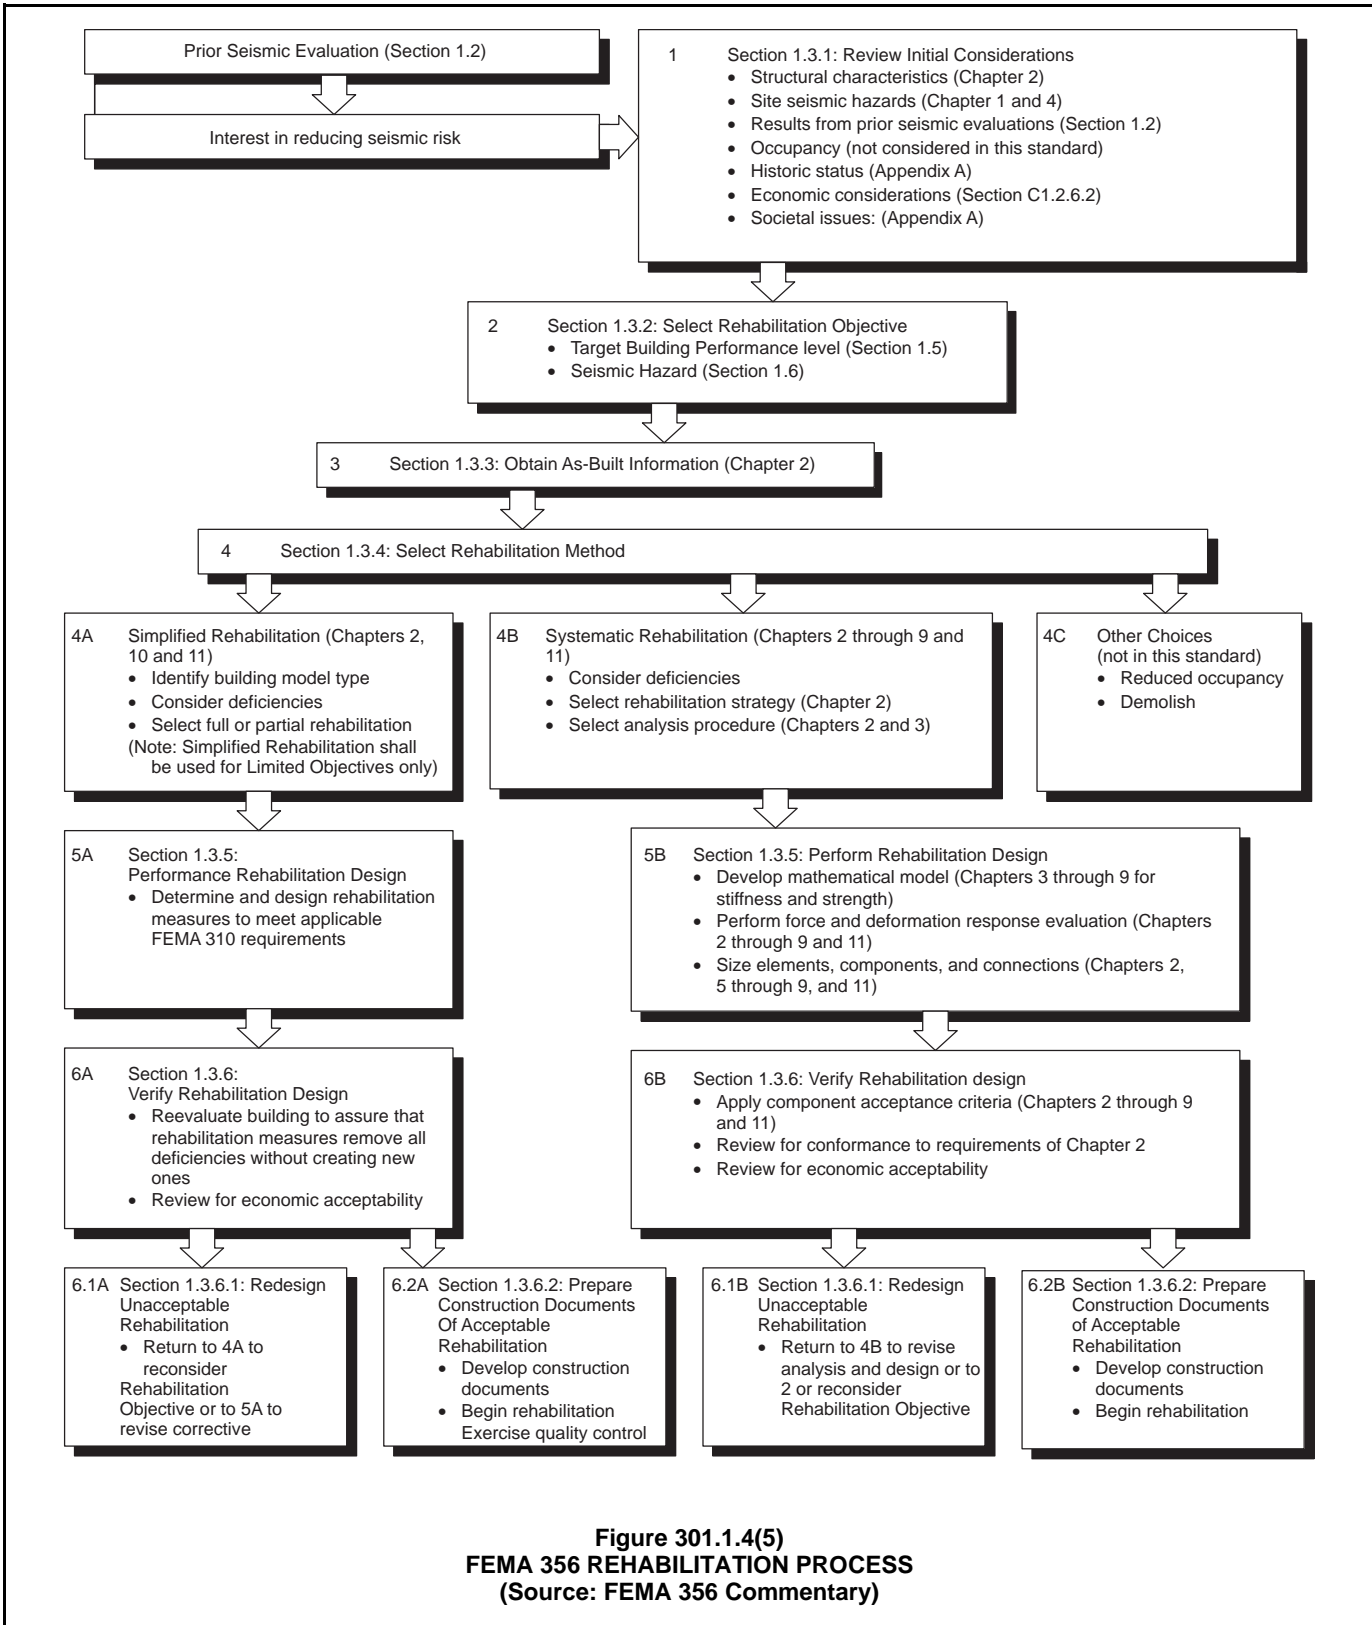 Prior Seismic Evaluation (Section 1.2)
Interest in reducing seismic risk
1 Section 1.3.1: Review Initial Considerations
• Structural characteristics (Chapter 2)
• Site seismic hazards (Chapter 1 and 4)
• Results from prior seismic evaluations (Section 1.2)
• Occupancy (not considered in this standard)
• Historic status (Appendix A)
• Economic considerations (Section C1.2.6.2)
• Societal issues: (Appendix A)
2 Section 1.3.2: Select Rehabilitation Objective
• Target Building Performance level (Section 1.5)
• Seismic Hazard (Section 1.6)
3 Section 1.3.3: Obtain As-Built Information (Chapter 2)
4 Section 1.3.4: Select Rehabilitation Method
4A Simplified Rehabilitation (Chapters 2,
10 and 11)
• Identify building model type
• Consider deficiencies
• Select full or partial rehabilitation
(Note: Simplified Rehabilitation shall
be used for Limited Objectives only)
4B Systematic Rehabilitation (Chapters 2 through 9 and
11)
• Consider deficiencies
• Select rehabilitation strategy (Chapter 2)
• Select analysis procedure (Chapters 2 and 3)
4C Other Choices
(not in this standard)
• Reduced occupancy
• Demolish
5A Section 1.3.5:
Performance Rehabilitation Design
• Determine and design rehabilitation
measures to meet applicable
FEMA 310 requirements
5B Section 1.3.5: Perform Rehabilitation Design
• Develop mathematical model (Chapters 3 through 9 for
stiffness and strength)
• Perform force and deformation response evaluation (Chapters
2 through 9 and 11)
• Size elements, components, and connections (Chapters 2,
5 through 9, and 11)
6A Section 1.3.6:
Verify Rehabilitation Design
• Reevaluate building to assure that
rehabilitation measures remove all
deficiencies without creating new
ones
• Review for economic acceptability
6B Section 1.3.6: Verify Rehabilitation design
• Apply component acceptance criteria (Chapters 2 through 9
and 11)
• Review for conformance to requirements of Chapter 2
• Review for economic acceptability
6.1A Section 1.3.6.1: Redesign
Unacceptable
Rehabilitation
• Return to 4A to
reconsider
Rehabilitation
Objective or to 5A to
revise corrective
6.2A Section 1.3.6.2: Prepare
Construction Documents
Of Acceptable
Rehabilitation
• Develop construction
documents
• Begin rehabilitation
Exercise quality control
6.1B Section 1.3.6.1: Redesign
Unacceptable
Rehabilitation
• Return to 4B to revise
analysis and design or to
2 or reconsider
Rehabilitation Objective
6.2B Section 1.3.6.2: Prepare
Construction Documents
of Acceptable
Rehabilitation
• Develop construction
documents
• Begin rehabilitation
Figure 301.1.4(5)
FEMA 356 REHABILITATION PROCESS
(Source: FEMA 356 Commentary)